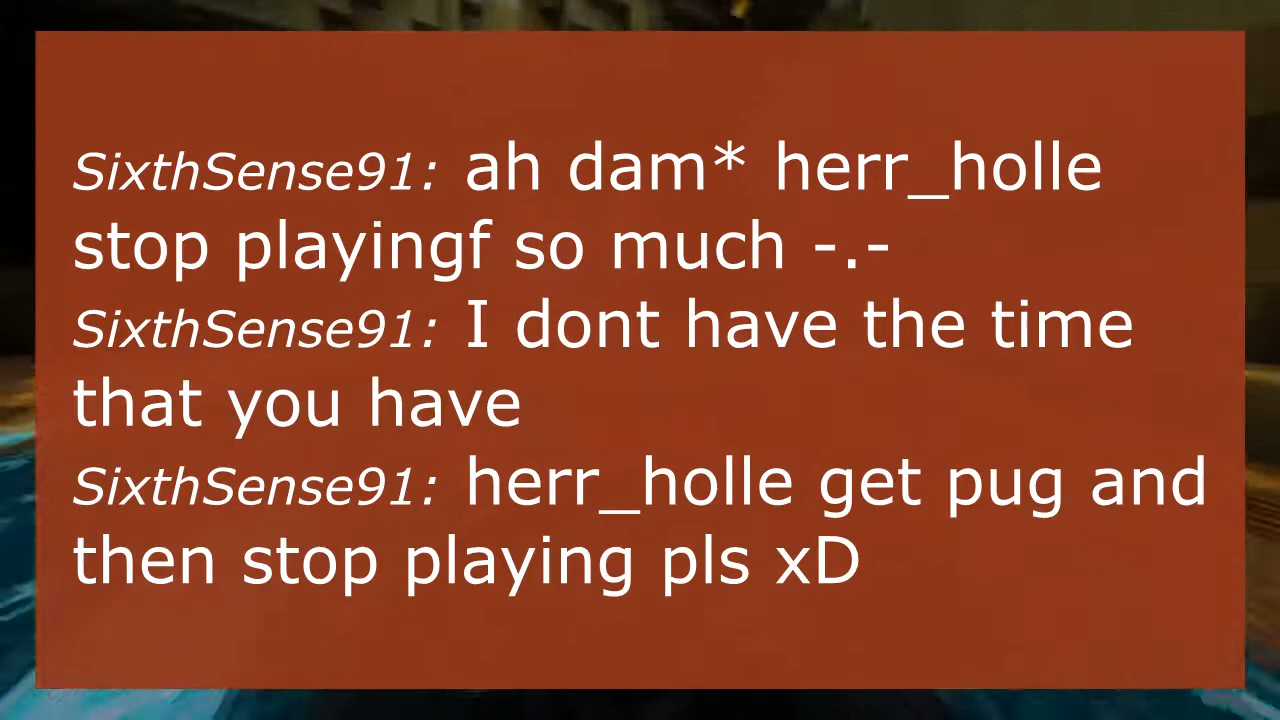 SixthSense91: ah dam* herr_holle
stop playingf so much -.-
SixthSense91: I dont have the time
that you have
SixthSense91: herr_holle get pug and
then stop playing pls xD